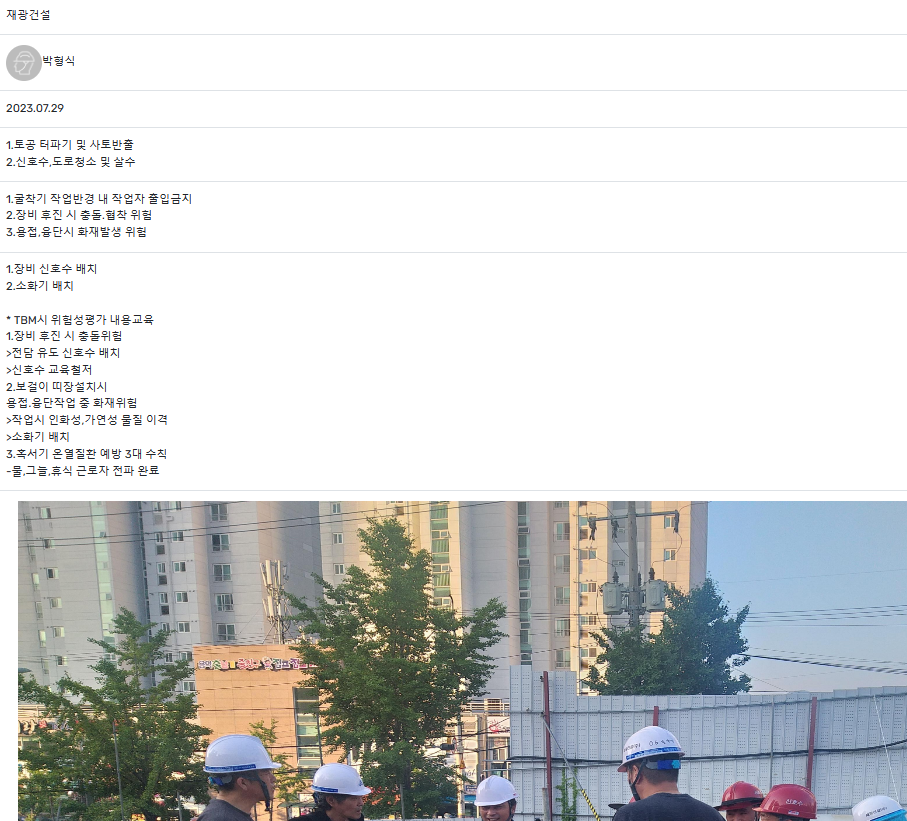 재광건설
박형식
2023.07.29
1.토공 터파기 및 사토반출
2.신호수,도로청소 및 살수
1.굴착기 작업반경 내 작업자 출입금지
2.장비 후진 시 충돌.협착 위험
3.용접,융단시 화재발생 위험
1.장비 신호수 배치
2.소화기 배치
* TBM시 위험성평가 내용교육
1.장비 후진 시 충돌위험
>전담 유도 신호수 배치
>신호수 교육철저
2.보걸이 띠장설치시
용접.융단작업 중 화재위험
>작업시 인화성,가연성 물질 이격
>소화기 배치
3.혹서기 온열질환 예방 3대 수칙
-물,그늘,휴식 근로자 전파 완료
신호수